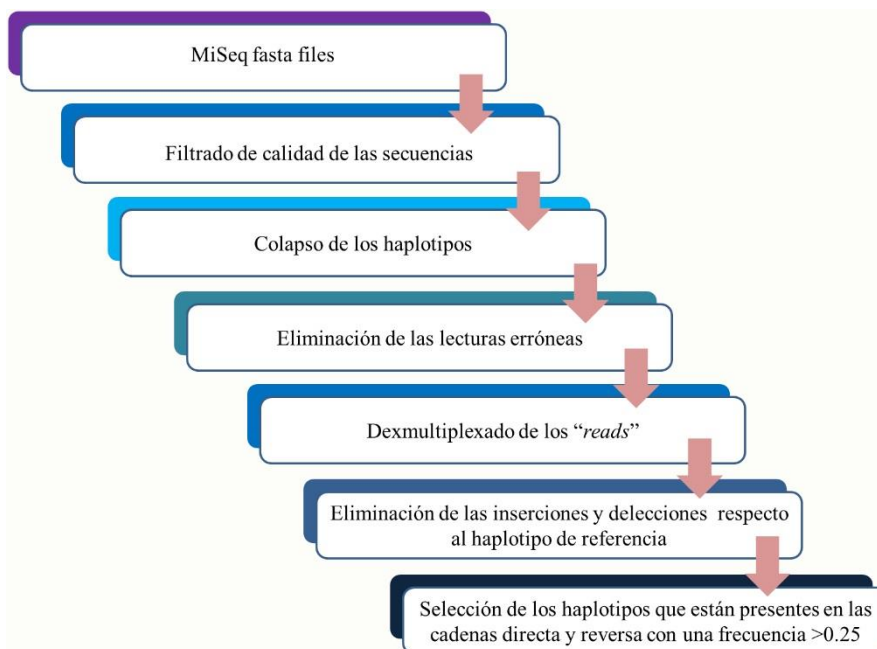 MiSeq fasta files
Filtrado de calidad de las secuencias
Colapso de los haplotipos
Eliminación de las lecturas erróneas
Dexmultiplexado de los “reads”
Eliminación de las inserciones y delecciones respecto
al haplotipo de referencia
Selección de los haplotipos que están presentes en las
cadenas directa y reversa con una frecuencia >0.25